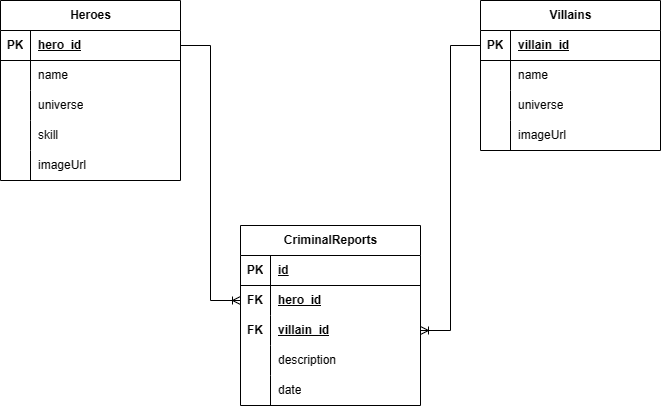 Heroes
PK hero_id
name
universe
skill
imageUrl
Villains
PK villain_id
name
universe
imageUrl
CriminalReports
PK id
FK hero_id
FK villain_id
description
date